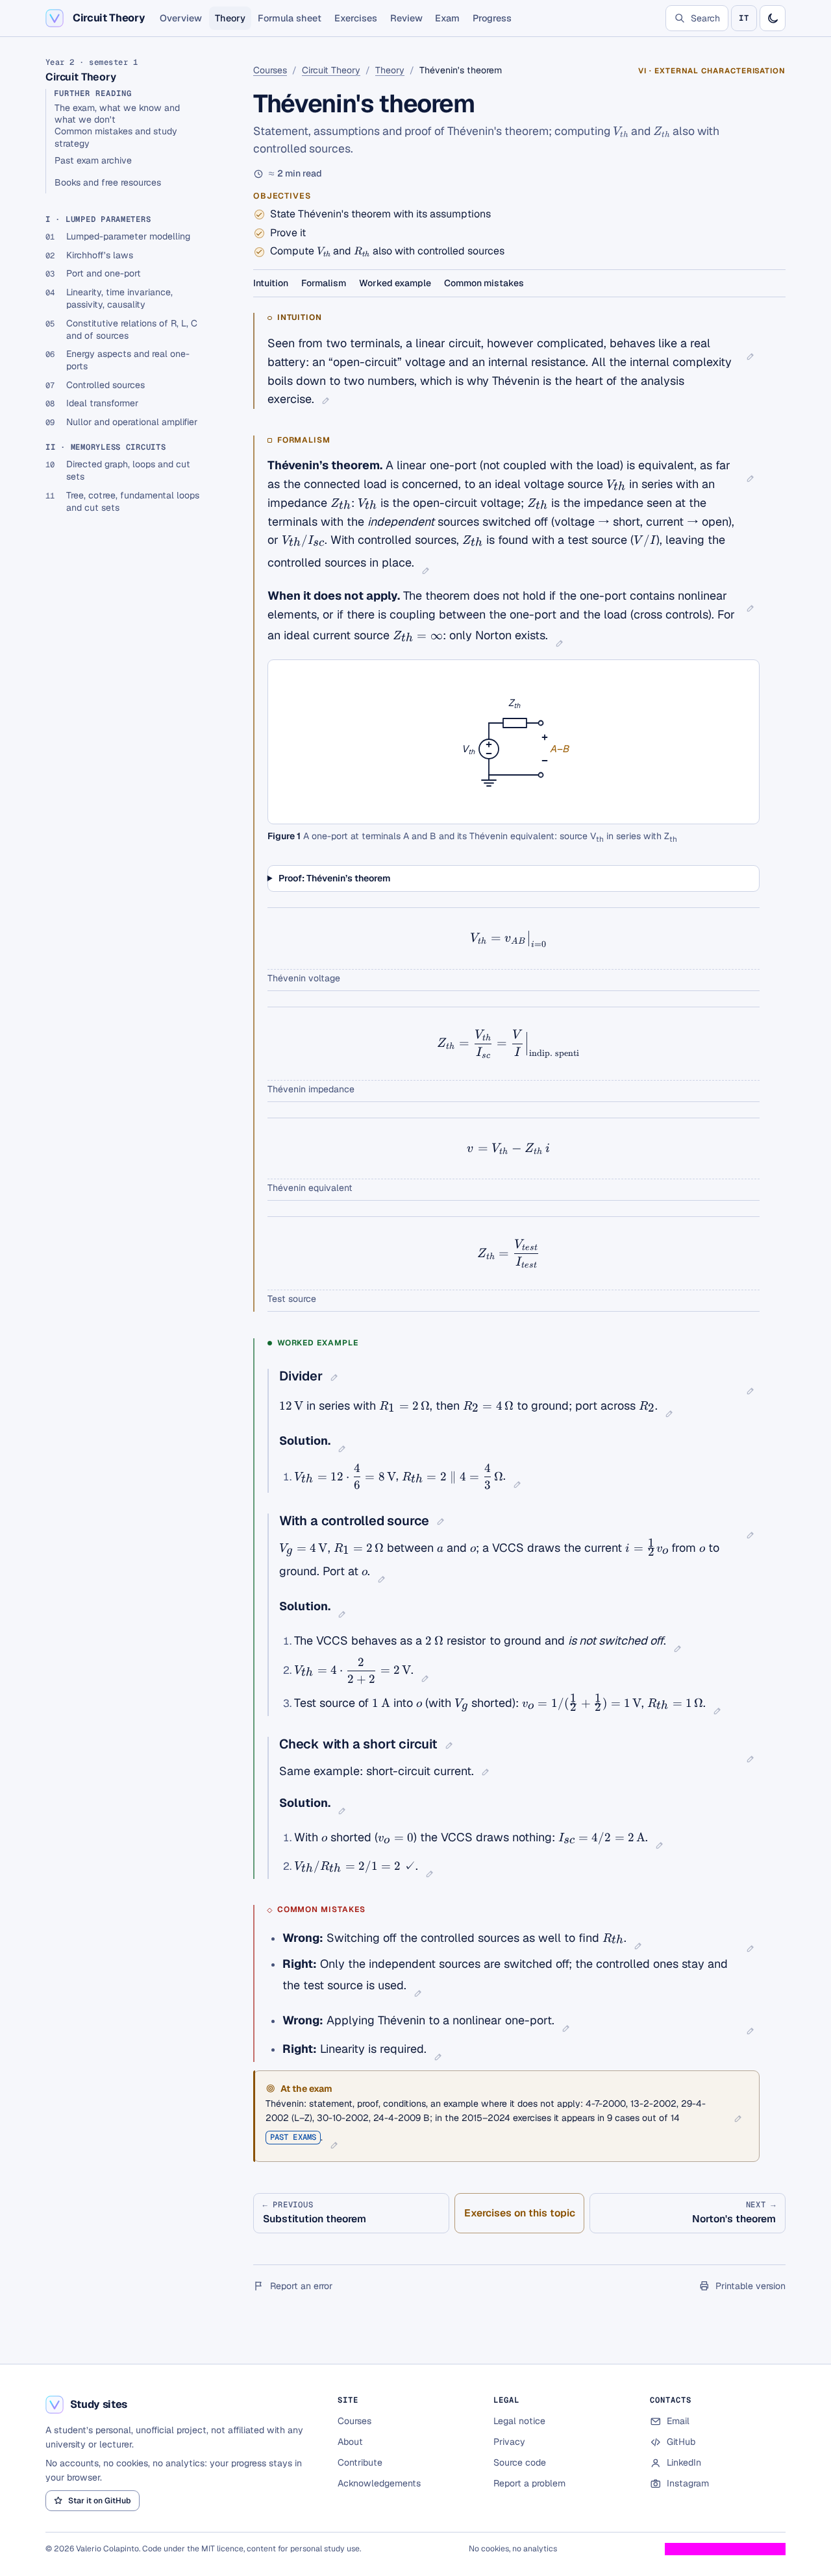 Circuit Theory
Overview Theory Formula sheet Exercises Review Exam Progress
Search IT
Year 2 · semester 1
Circuit Theory
FURTHER READING
The exam, what we know and
what we don't
Common mistakes and study
strategy
Past exam archive
Books and free resources
I · LUMPED PARAMETERS
01 Lumped-parameter modelling
02 Kirchhoff's laws
03 Port and one-port
04 Linearity, time invariance,
passivity, causality
05 Constitutive relations of R, L, C
and of sources
06 Energy aspects and real one-
ports
07 Controlled sources
08 Ideal transformer
09 Nullor and operational amplifier
II · MEMORYLESS CIRCUITS
10 Directed graph, loops and cut
sets
11 Tree, cotree, fundamental loops
and cut sets
Courses / Circuit Theory / Theory / Thévenin's theorem
VI · EXTERNAL CHARACTERISATION
Thévenin's theorem
Statement, assumptions and proof of Thévenin's theorem; computing V_th and Z_th also with
controlled sources.
≈ 2 min read
OBJECTIVES
State Thévenin's theorem with its assumptions
Prove it
Compute V_th and R_th also with controlled sources
Intuition Formalism Worked example Common mistakes
INTUITION
Seen from two terminals, a linear circuit, however complicated, behaves like a real
battery: an “open-circuit” voltage and an internal resistance. All the internal complexity
boils down to two numbers, which is why Thévenin is the heart of the analysis
exercise.
FORMALISM
Thévenin's theorem. A linear one-port (not coupled with the load) is equivalent, as far
as the connected load is concerned, to an ideal voltage source V_th in series with an
impedance Z_th: V_th is the open-circuit voltage; Z_th is the impedance seen at the
terminals with the independent sources switched off (voltage → short, current → open),
or V_th/I_sc. With controlled sources, Z_th is found with a test source (V/I), leaving the
controlled sources in place.
When it does not apply. The theorem does not hold if the one-port contains nonlinear
elements, or if there is coupling between the one-port and the load (cross controls). For
an ideal current source Z_th = ∞: only Norton exists.
Z_th
V_th + − + A–B −
Figure 1 A one-port at terminals A and B and its Thévenin equivalent: source V_th in series with Z_th
Proof: Thévenin's theorem
V_th = v_AB |_{i=0}
Thévenin voltage
Z_th = V_th/I_sc = V/I |_{indip. spenti}
Thévenin impedance
v = V_th − Z_th i
Thévenin equivalent
Z_th = V_test/I_test
Test source
WORKED EXAMPLE
Divider
12 V in series with R_1 = 2 Ω, then R_2 = 4 Ω to ground; port across R_2.
Solution.
1. V_th = 12 · 4/6 = 8 V, R_th = 2 ∥ 4 = 4/3 Ω.
With a controlled source
V_g = 4 V, R_1 = 2 Ω between a and o; a VCCS draws the current i = 1/2 v_o from o to
ground. Port at o.
Solution.
1. The VCCS behaves as a 2 Ω resistor to ground and is not switched off.
2. V_th = 4 · 2/(2 + 2) = 2 V.
3. Test source of 1 A into o (with V_g shorted): v_o = 1/(1/2 + 1/2) = 1 V, R_th = 1 Ω.
Check with a short circuit
Same example: short-circuit current.
Solution.
1. With o shorted (v_o = 0) the VCCS draws nothing: I_sc = 4/2 = 2 A.
2. V_th/R_th = 2/1 = 2 ✓.
COMMON MISTAKES
• Wrong: Switching off the controlled sources as well to find R_th.
• Right: Only the independent sources are switched off; the controlled ones stay and
the test source is used.
• Wrong: Applying Thévenin to a nonlinear one-port.
• Right: Linearity is required.
At the exam
Thévenin: statement, proof, conditions, an example where it does not apply: 4-7-2000, 13-2-2002, 29-4-
2002 (L–Z), 30-10-2002, 24-4-2009 B; in the 2015–2024 exercises it appears in 9 cases out of 14
PAST EXAMS.
← PREVIOUS
Substitution theorem
Exercises on this topic
NEXT →
Norton's theorem
Report an error
Printable version
Study sites
A student's personal, unofficial project, not affiliated with any
university or lecturer.
No accounts, no cookies, no analytics: your progress stays in
your browser.
Star it on GitHub
SITE
Courses
About
Contribute
Acknowledgements
LEGAL
Legal notice
Privacy
Source code
Report a problem
CONTACTS
Email
GitHub
LinkedIn
Instagram
© 2026 Valerio Colapinto. Code under the MIT licence, content for personal study use.
No cookies, no analytics